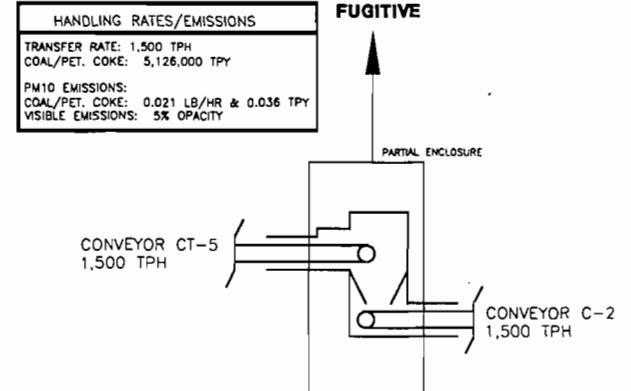 HANDLING RATES/EMISSIONS
TRANSFER RATE: 1,500 TPH
COAL/PET. COKE: 5,126,000 TPY
PM10 EMISSIONS:
COAL/PET. COKE: 0.021 LB/HR & 0.036 TPY
VISIBLE EMISSIONS: 5% OPACITY
FUGITIVE
PARTIAL ENCLOSURE
CONVEYOR CT-5
1,500 TPH
CONVEYOR C-2
1,500 TPH